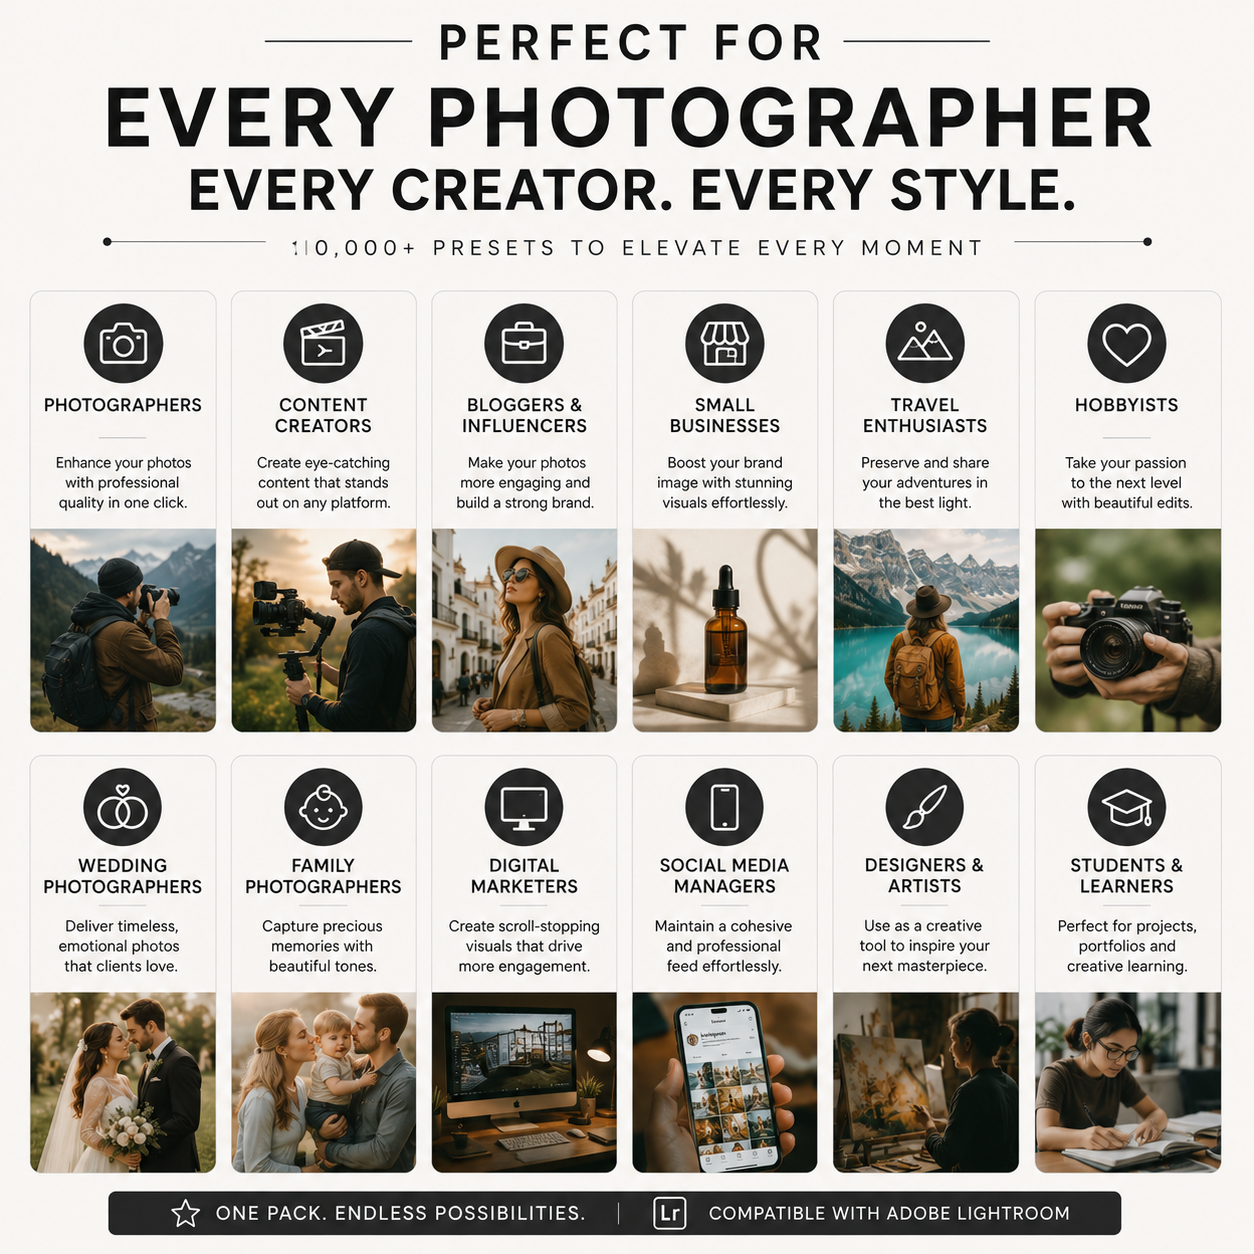 PERFECT FOR
EVERY PHOTOGRAPHER
EVERY CREATOR. EVERY STYLE.
PRESETS TO ELEVATE EVERY MOMENT
PHOTOGRAPHERS
Enhance your photos
with professional
quality in one click.
CONTENT
CREATORS
Create eye-catching
content that stands
out on any platform.
BLOGGERS &
INFLUENCERS
Make your photos
more engaging and
build a strong brand.
SMALL
BUSINESSES
Boost your brand
image with stunning
visuals effortlessly.
TRAVEL
ENTHUSIASTS
Preserve and share
your adventures in
the best light.
HOBBYISTS
Take your passion
to the next level
with beautiful edits.
WEDDING
PHOTOGRAPHERS
Deliver timeless,
emotional photos
that clients love.
FAMILY
PHOTOGRAPHERS
Capture precious
memories with
beautiful tones.
DIGITAL
MARKETERS
Create scroll-stopping
visuals that drive
more engagement.
SOCIAL MEDIA
MANAGERS
Maintain a cohesive
and professional
feed effortlessly.
DESIGNERS &
ARTISTS
Use as a creative
tool to inspire your
next masterpiece.
STUDENTS &
LEARNERS
Perfect for projects,
portfolios and
creative learning.
ONE PACK. ENDLESS POSSIBILITIES.
Lr
COMPATIBLE WITH ADOBE LIGHTROOM